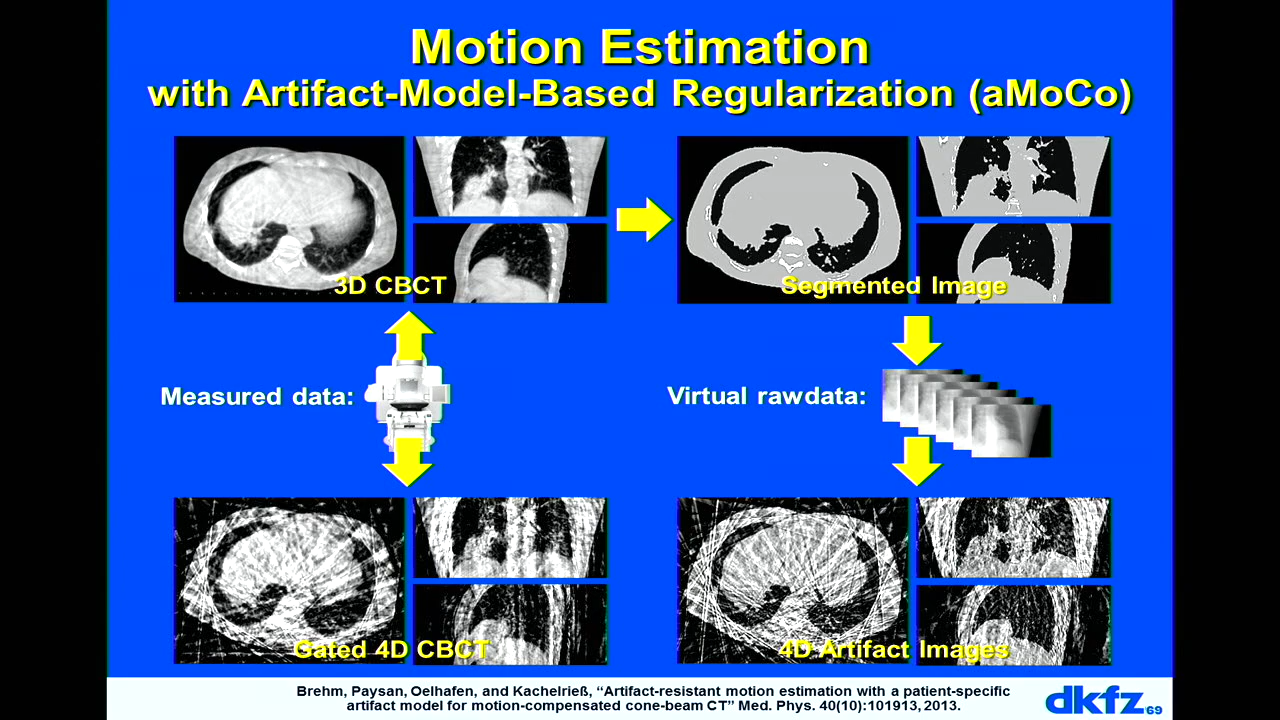 Motion Estimation
with Artifact-Model-Based Regularization (aMoCo)
3D CBCT
Segmented Image
Measured data:
Virtual rawdata:
Gated 4D CBCT
4D Artifact Images
Brehm, Paysan, Oelhafen, and Kachelrieß, “Artifact-resistant motion estimation with a patient-specific
artifact model for motion-compensated cone-beam CT” Med. Phys. 40(10):101913, 2013.
dkfz.
69